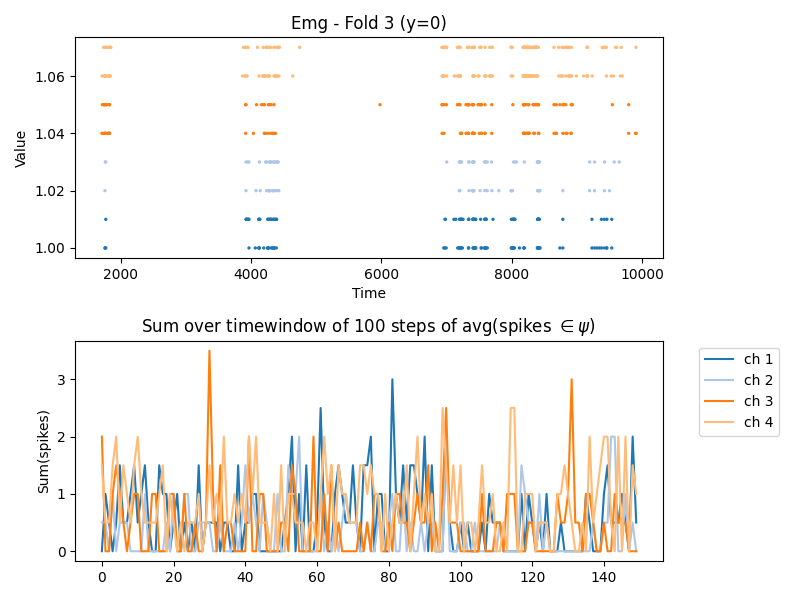 Emg - Fold 3 (y=0)
Value
1.06
1.04
1.02
1.00
2000 4000 6000 8000 10000
Time
Sum over timewindow of 100 steps of avg(spikes ∈ ψ)
Sum(spikes)
3
2
1
0
0 20 40 60 80 100 120 140
ch 1
ch 2
ch 3
ch 4